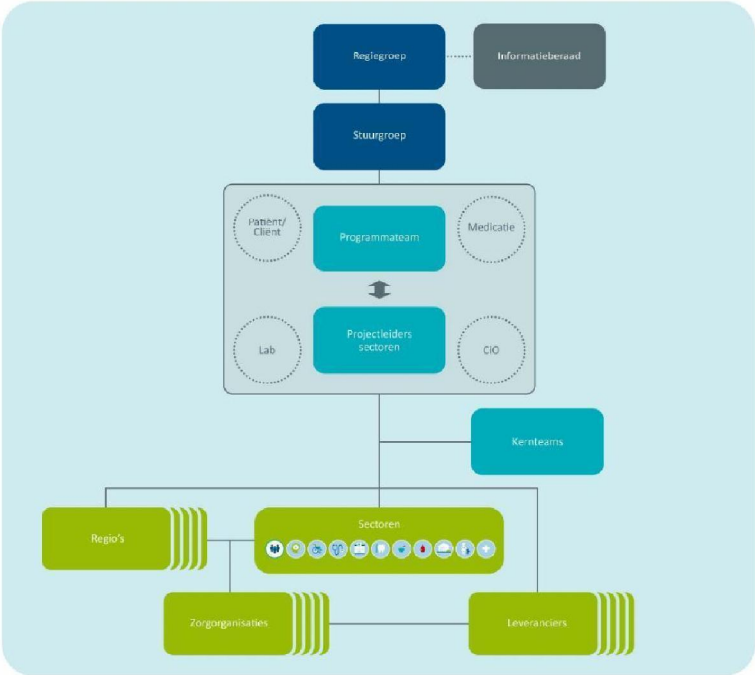 Regiegroep
Informatieberaad
Stuurgroep
Patiënt/
Cliënt
Programmateam
Medicatie
Projectleiders
sectoren
Lab
CiO
Kernteams
Regio's
Sectoren
Zorgorganisaties
Leveranciers